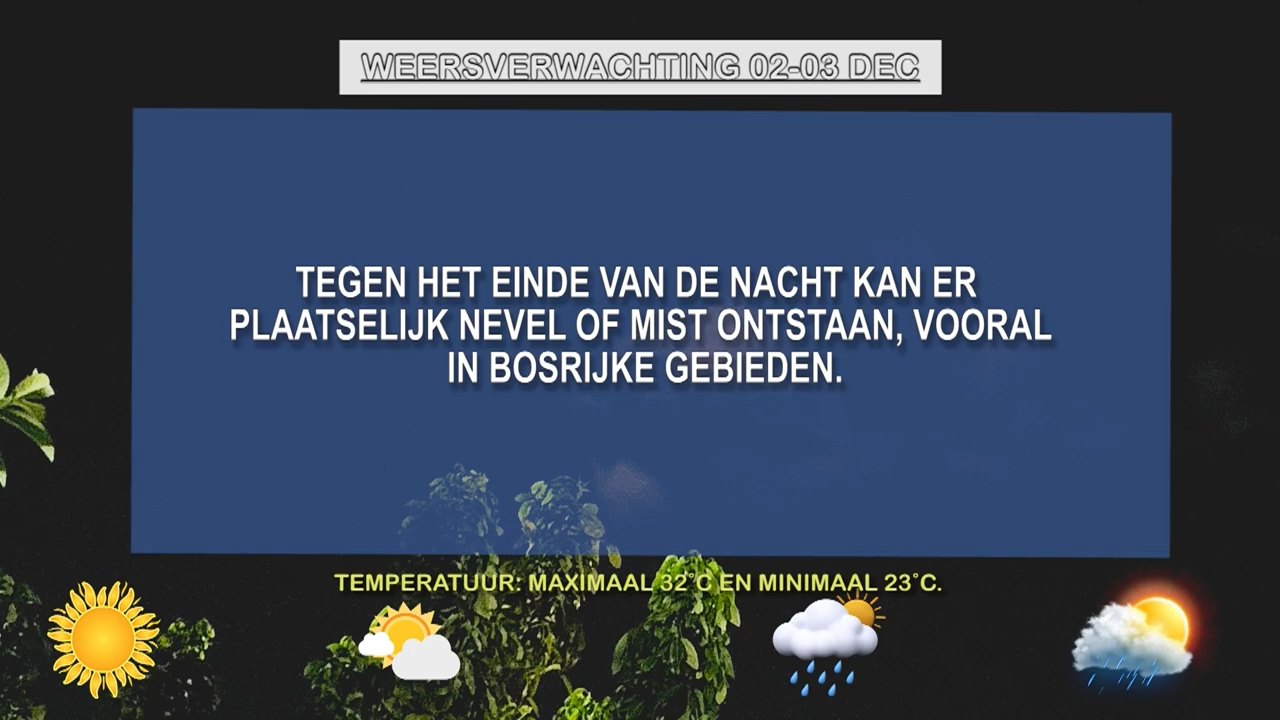 WEERSVERWACHTING 02-03 DEC
TEGEN HET EINDE VAN DE NACHT KAN ER
PLAATSELIJK NEVEL OF MIST ONTSTAAN, VOORAL
IN BOSRIJKE GEBIEDEN.
TEMPERATUUR: MAXIMAAL 32°C EN MINIMAAL 23°C.